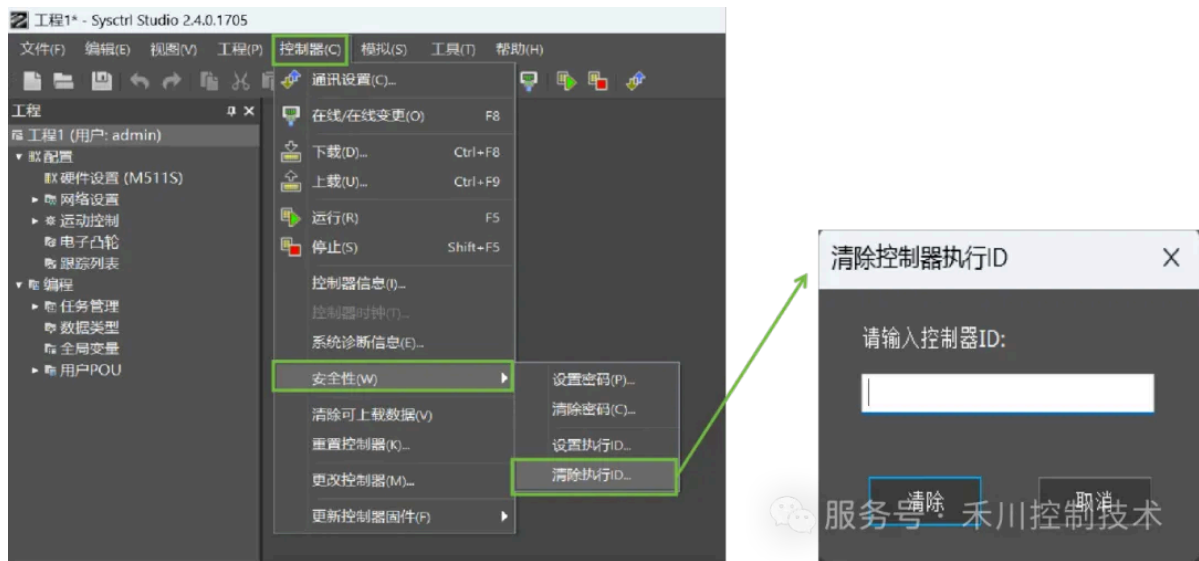 工程1* - Sysctrl Studio 2.4.0.1705
文件(F) 编辑(E) 视图(V) 工程(P) 控制器(C) 模拟(S) 工具(T) 帮助(H)
工程
工程1 (用户: admin)
配置
硬件设置 (M511S)
网络设置
运动控制
电子凸轮
跟踪列表
编程
任务管理
数据类型
全局变量
用户POU
通讯设置(C)...
在线/在线变更(O) F8
下载(D)... Ctrl+F8
上载(U)... Ctrl+F9
运行(R) F5
停止(S) Shift+F5
控制器信息(I)...
控制器时钟(T)...
系统诊断信息(E)...
安全性(W)
清除可上载数据(V)
重置控制器(K)...
更改控制器(M)...
更新控制器固件(F)
设置密码(P)...
清除密码(C)...
设置执行ID...
清除执行ID...
清除控制器执行ID
请输入控制器ID:
清除 取消
服务号 · 禾川控制技术